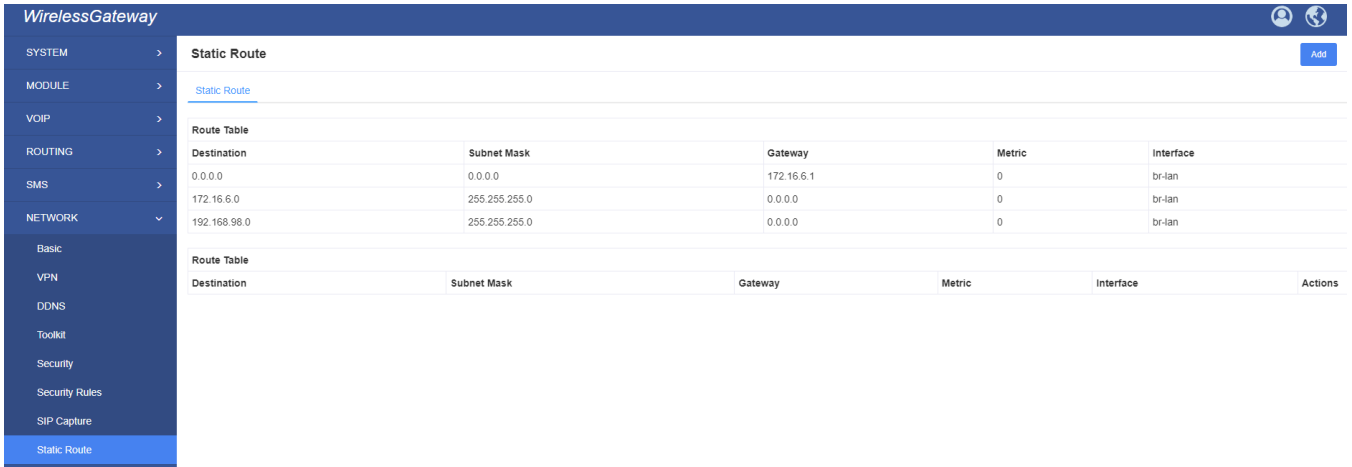 WirelessGateway
SYSTEM
MODULE
VOIP
ROUTING
SMS
NETWORK
Basic
VPN
DDNS
Toolkit
Security
Security Rules
SIP Capture
Static Route
Static Route
Add
Static Route
Route Table
Destination Subnet Mask Gateway Metric Interface
0.0.0.0 0.0.0.0 172.16.6.1 0 br-lan
172.16.6.0 255.255.255.0 0.0.0.0 0 br-lan
192.168.98.0 255.255.255.0 0.0.0.0 0 br-lan
Route Table
Destination Subnet Mask Gateway Metric Interface Actions